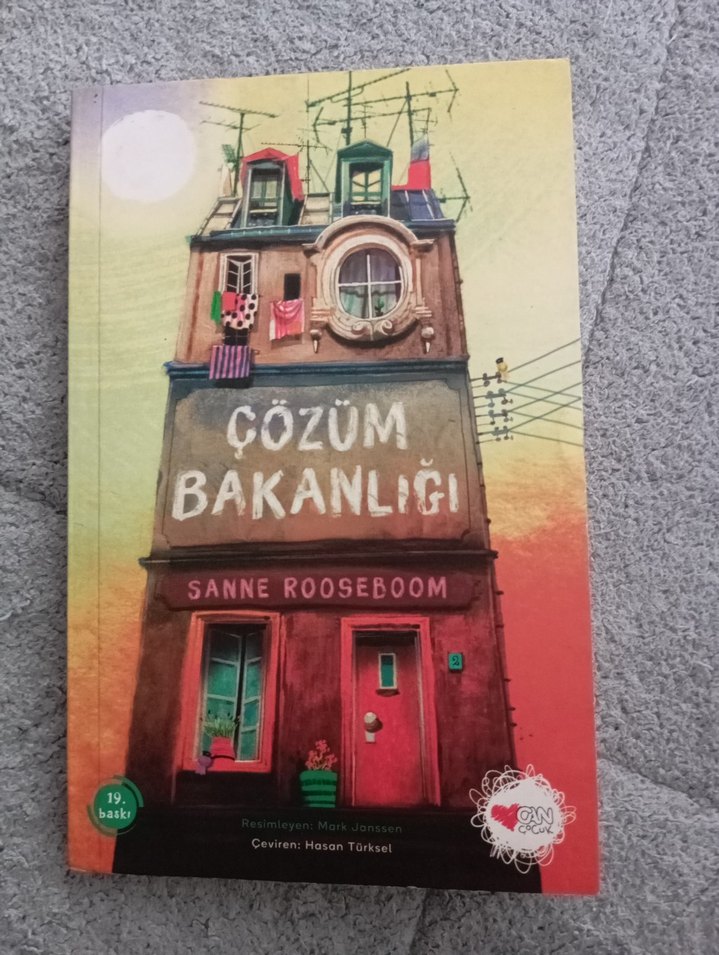 ÇÖZÜM
BAKANLIĞI
SANNE ROOSEBOOM
2
19.
baskı
Resimleyen: Mark Janssen
Çeviren: Hasan Türksel
CAN
ÇOCUK